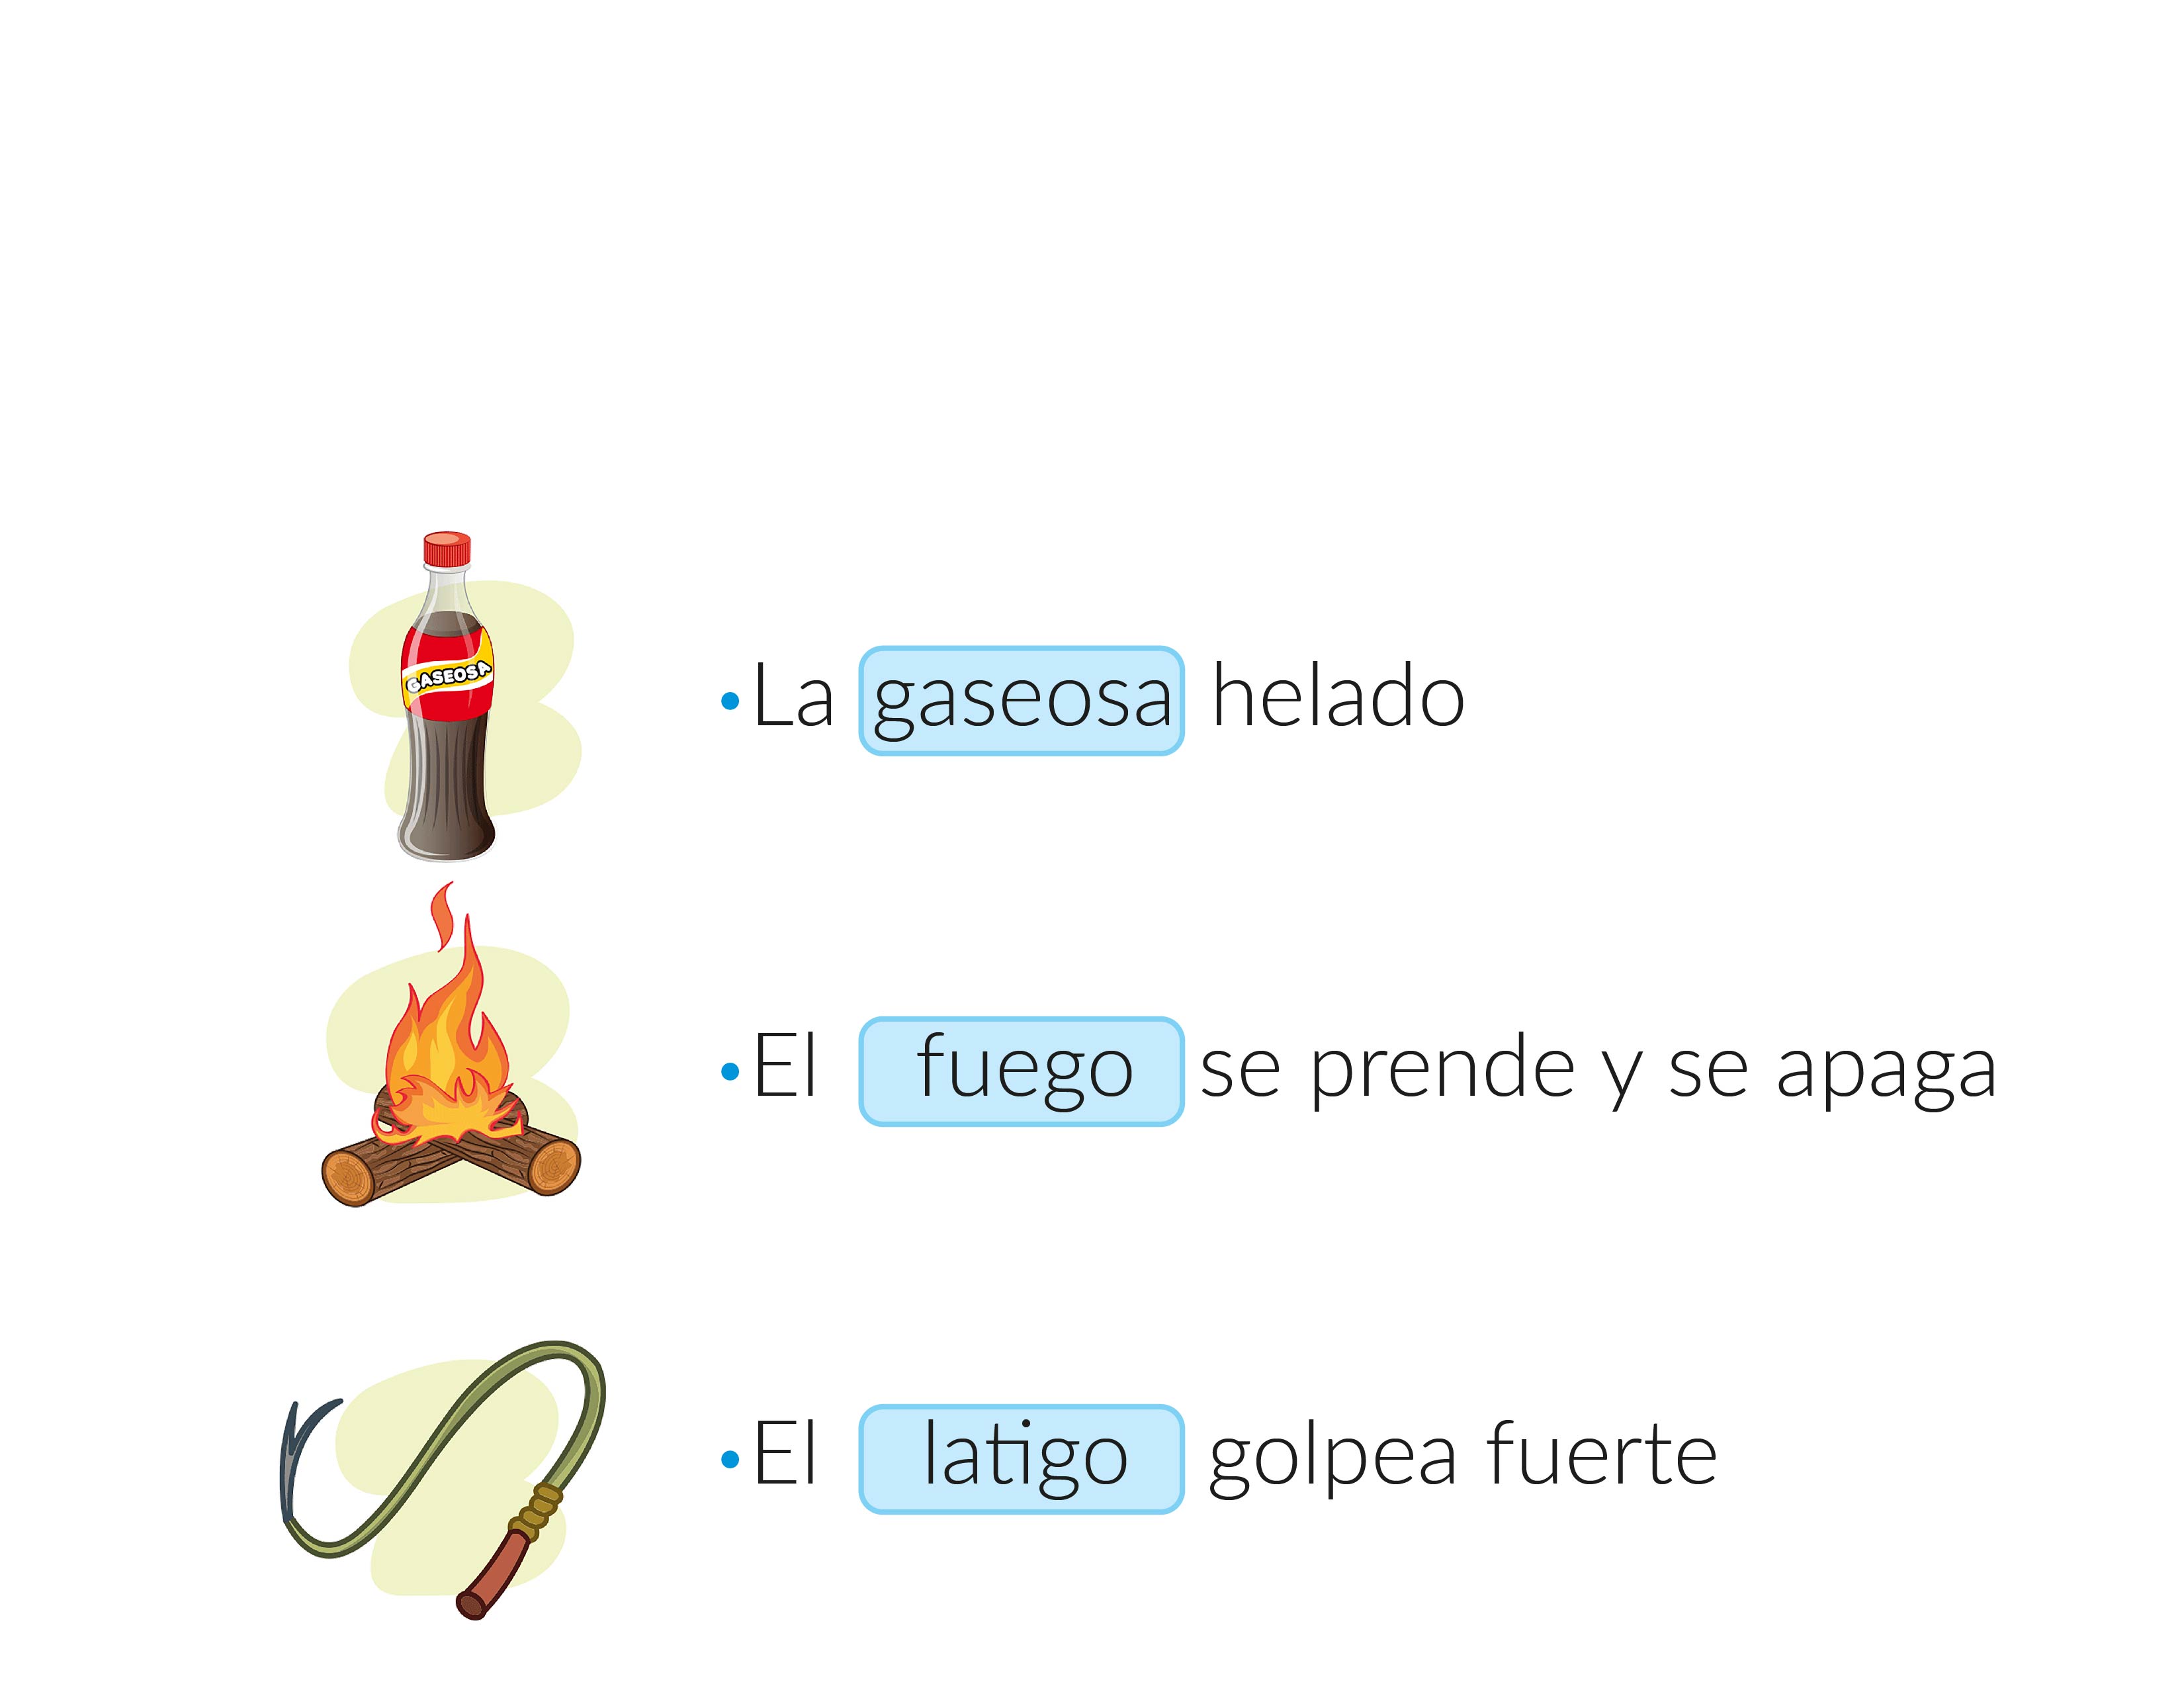 GASEOSA
• La gaseosa helado
• El fuego se prende y se apaga
• El latigo golpea fuerte